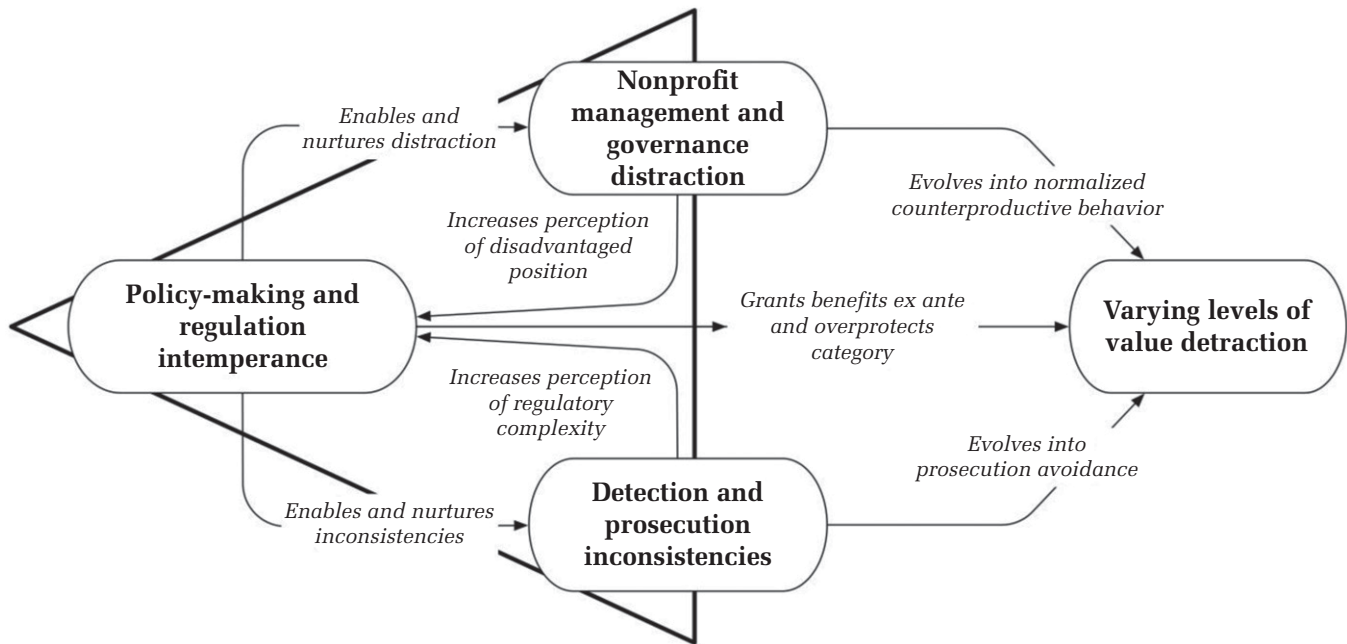 Nonprofit
management and
governance
distraction
Enables and
nurtures distraction
Evolves into normalized
counterproductive behavior
Increases perception
of disadvantaged
position
Policy-making and
regulation
intemperance
Grants benefits ex ante
and overprotects
category
Varying levels of
value detraction
Increases perception
of regulatory
complexity
Evolves into
prosecution avoidance
Enables and nurtures
inconsistencies
Detection and
prosecution
inconsistencies